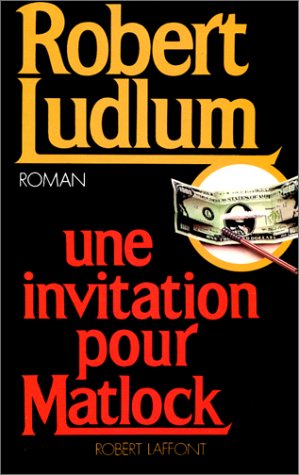 Robert
Ludlum
ROMAN
une
invitation
pour
Matlock
ROBERT LAFFONT